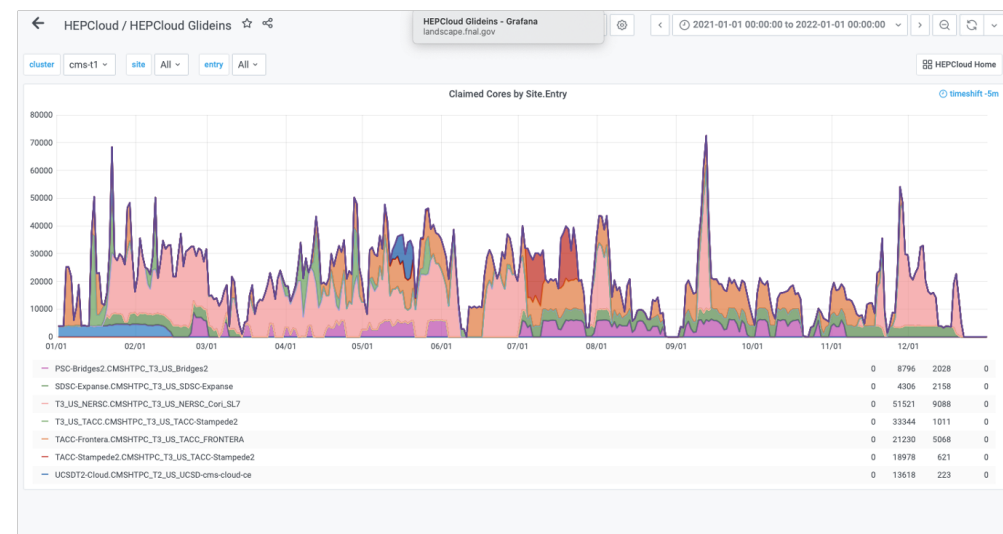 HEPCloud / HEPCloud Glideins
HEPCloud Glideins - Grafana
landscape.fnal.gov
2021-01-01 00:00:00 to 2022-01-01 00:00:00
cluster cms-t1 site All entry All
HEPCloud Home
Claimed Cores by Site.Entry
timeshift -5m
80000
70000
60000
50000
40000
30000
20000
10000
0
01/01 02/01 03/01 04/01 05/01 06/01 07/01 08/01 09/01 10/01 11/01 12/01
PSC-Bridges2.CMSHTPC_T3_US_Bridges2 0 8796 2028 0
SDSC-Expanse.CMSHTPC_T3_US_SDSC-Expanse 0 4306 2158 0
T3_US_NERSC.CMSHTPC_T3_US_NERSC_Cori_SL7 0 51521 9088 0
T3_US_TACC.CMSHTPC_T3_US_TACC-Stampede2 0 33344 1011 0
TACC-Frontera.CMSHTPC_T3_US_TACC_FRONTERA 0 21230 5068 0
TACC-Stampede2.CMSHTPC_T3_US_TACC-Stampede2 0 18978 621 0
UCSDT2-Cloud.CMSHTPC_T2_US_UCSD-cms-cloud-ce 0 13618 223 0